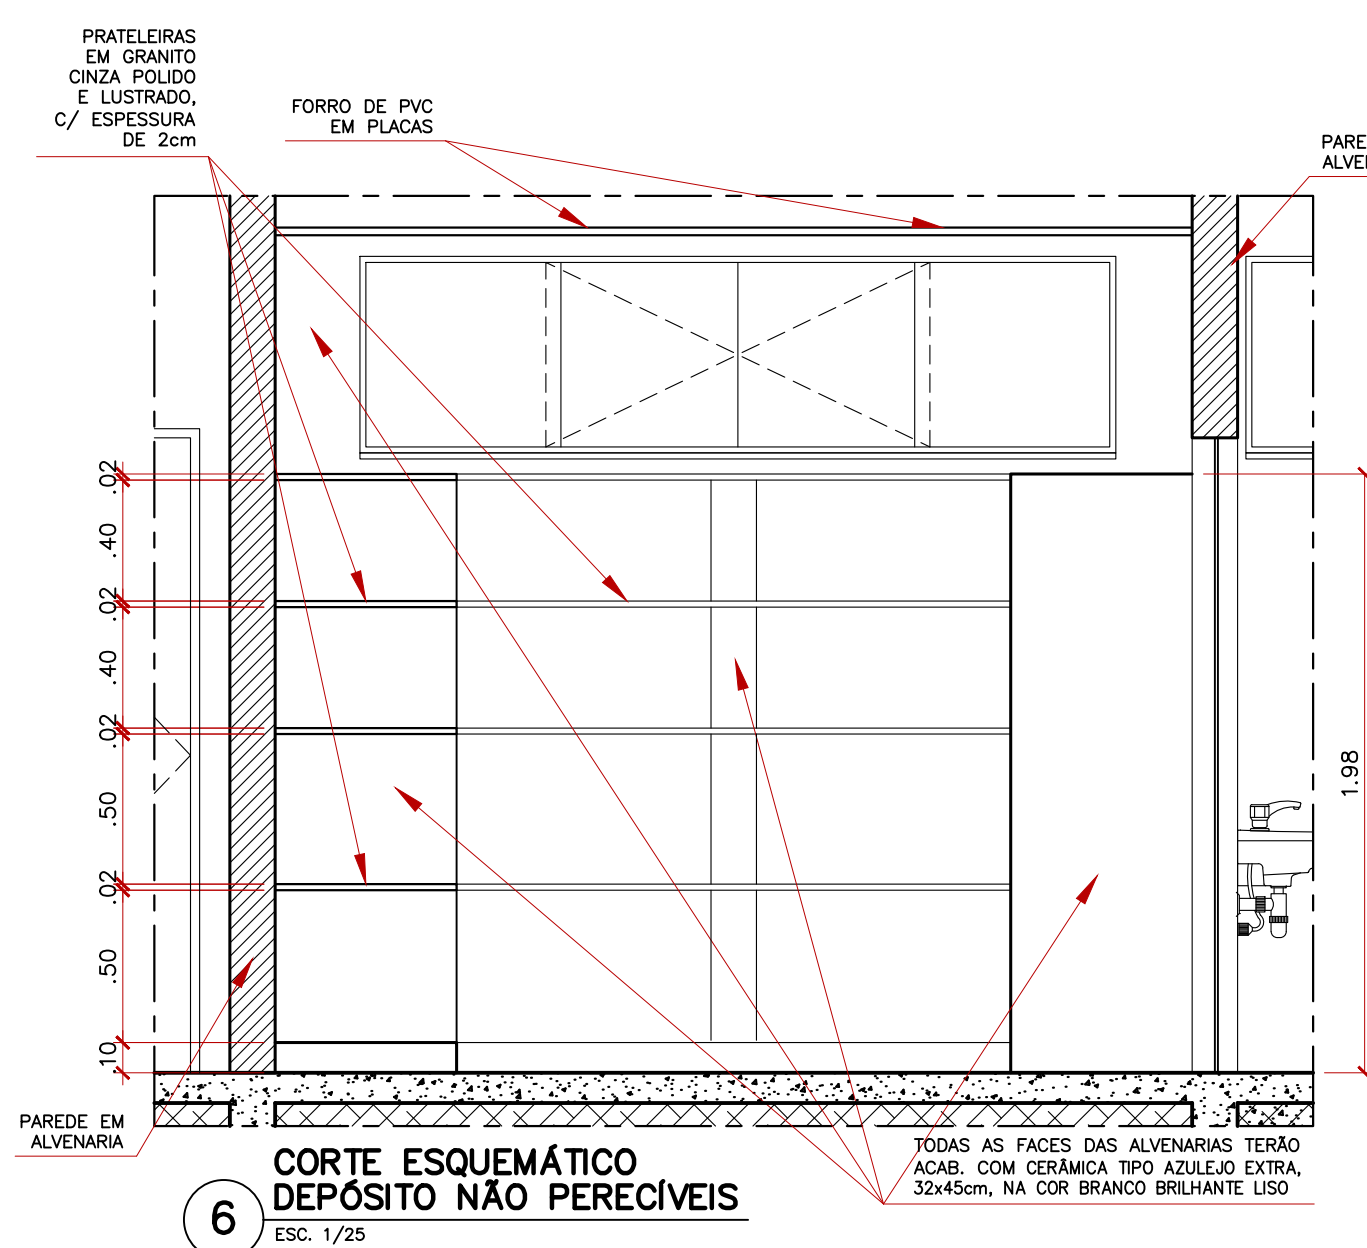 PRATELEIRAS
EM GRANITO
CINZA POLIDO
E LUSTRADO,
C/ ESPESSURA
DE 2cm
FORRO DE PVC
EM PLACAS
PARE
ALVE
.02
.40
.02
.40
.02
.50
.02
.50
.10
1.98
PAREDE EM
ALVENARIA
TODAS AS FACES DAS ALVENARIAS TERÃO
ACAB. COM CERÂMICA TIPO AZULEJO EXTRA,
32x45cm, NA COR BRANCO BRILHANTE LISO
6
CORTE ESQUEMÁTICO
DEPÓSITO NÃO PERECÍVEIS
ESC. 1/25